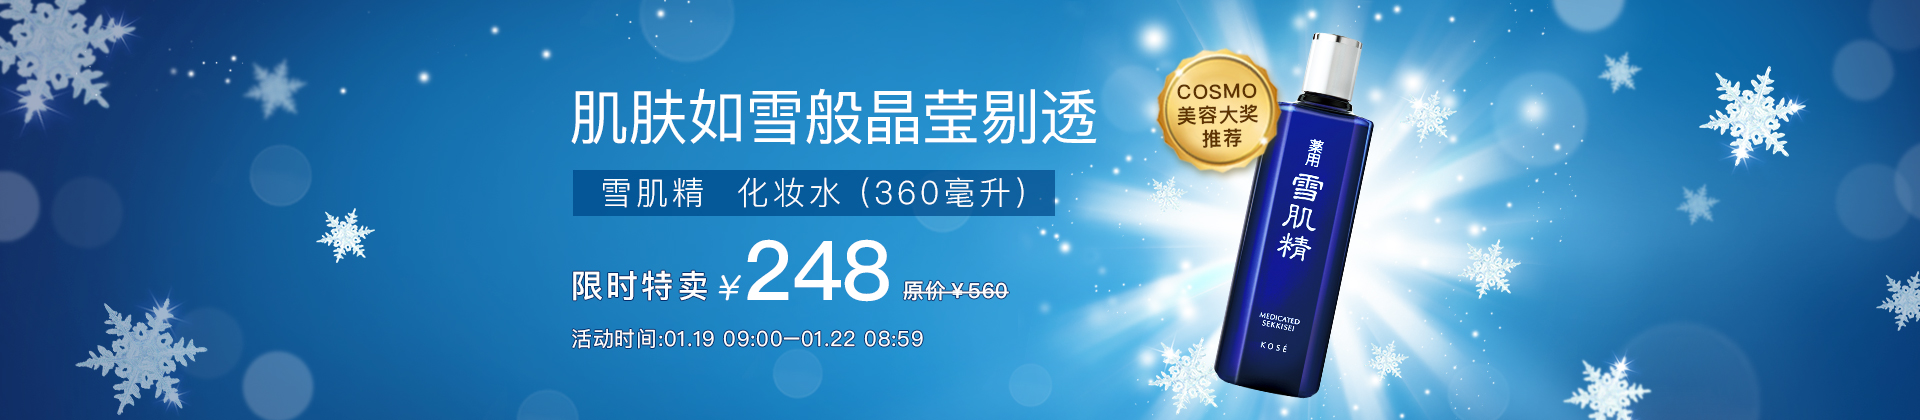 肌肤如雪般晶莹剔透
雪肌精 化妆水 (360毫升)
限时特卖 ¥248 原价¥560
活动时间:01.19 09:00—01.22 08:59
COSMO
美容大奖
推荐
薬用
雪肌精
MEDICATED
SEKKISEI
KOSÉ